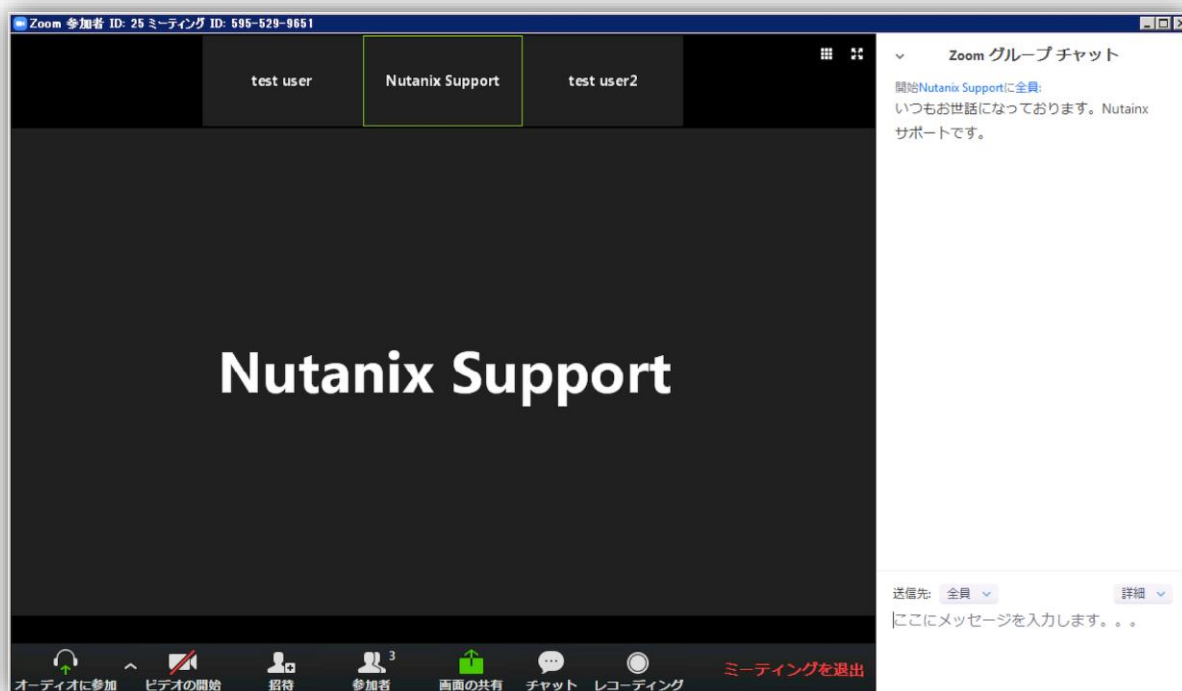 Zoom 参加者 ID: 25 ミーティング ID: 595-529-9651
test user
Nutanix Support
test user2
Nutanix Support
Zoom グループ チャット
開始Nutanix Supportに全員:
いつもお世話になっております。Nutainx
サポートです。
送信先: 全員 詳細
ここにメッセージを入力します。。。
オーディオに参加 ビデオの開始 招待 参加者 3 画面の共有 チャット レコーディング ミーティングを退出